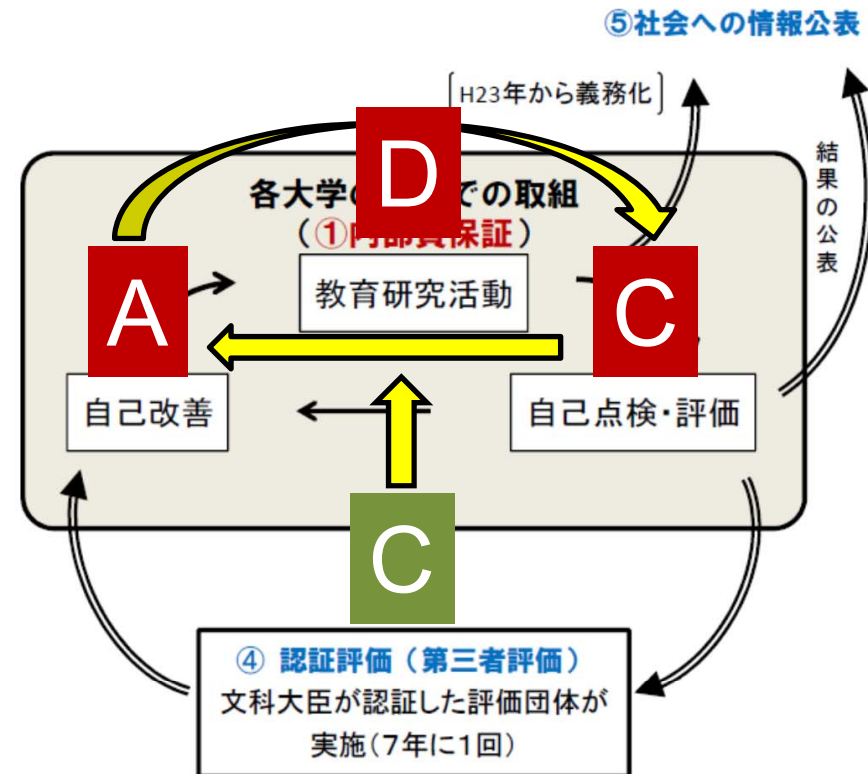 ⑤社会への情報公表
H23年から義務化
D
各大学 での取組
(① 保証)
結果の公表
A
教育研究活動
C
自己改善
自己点検・評価
C
④ 認証評価(第三者評価)
文科大臣が認証した評価団体が
実施(7年に1回)